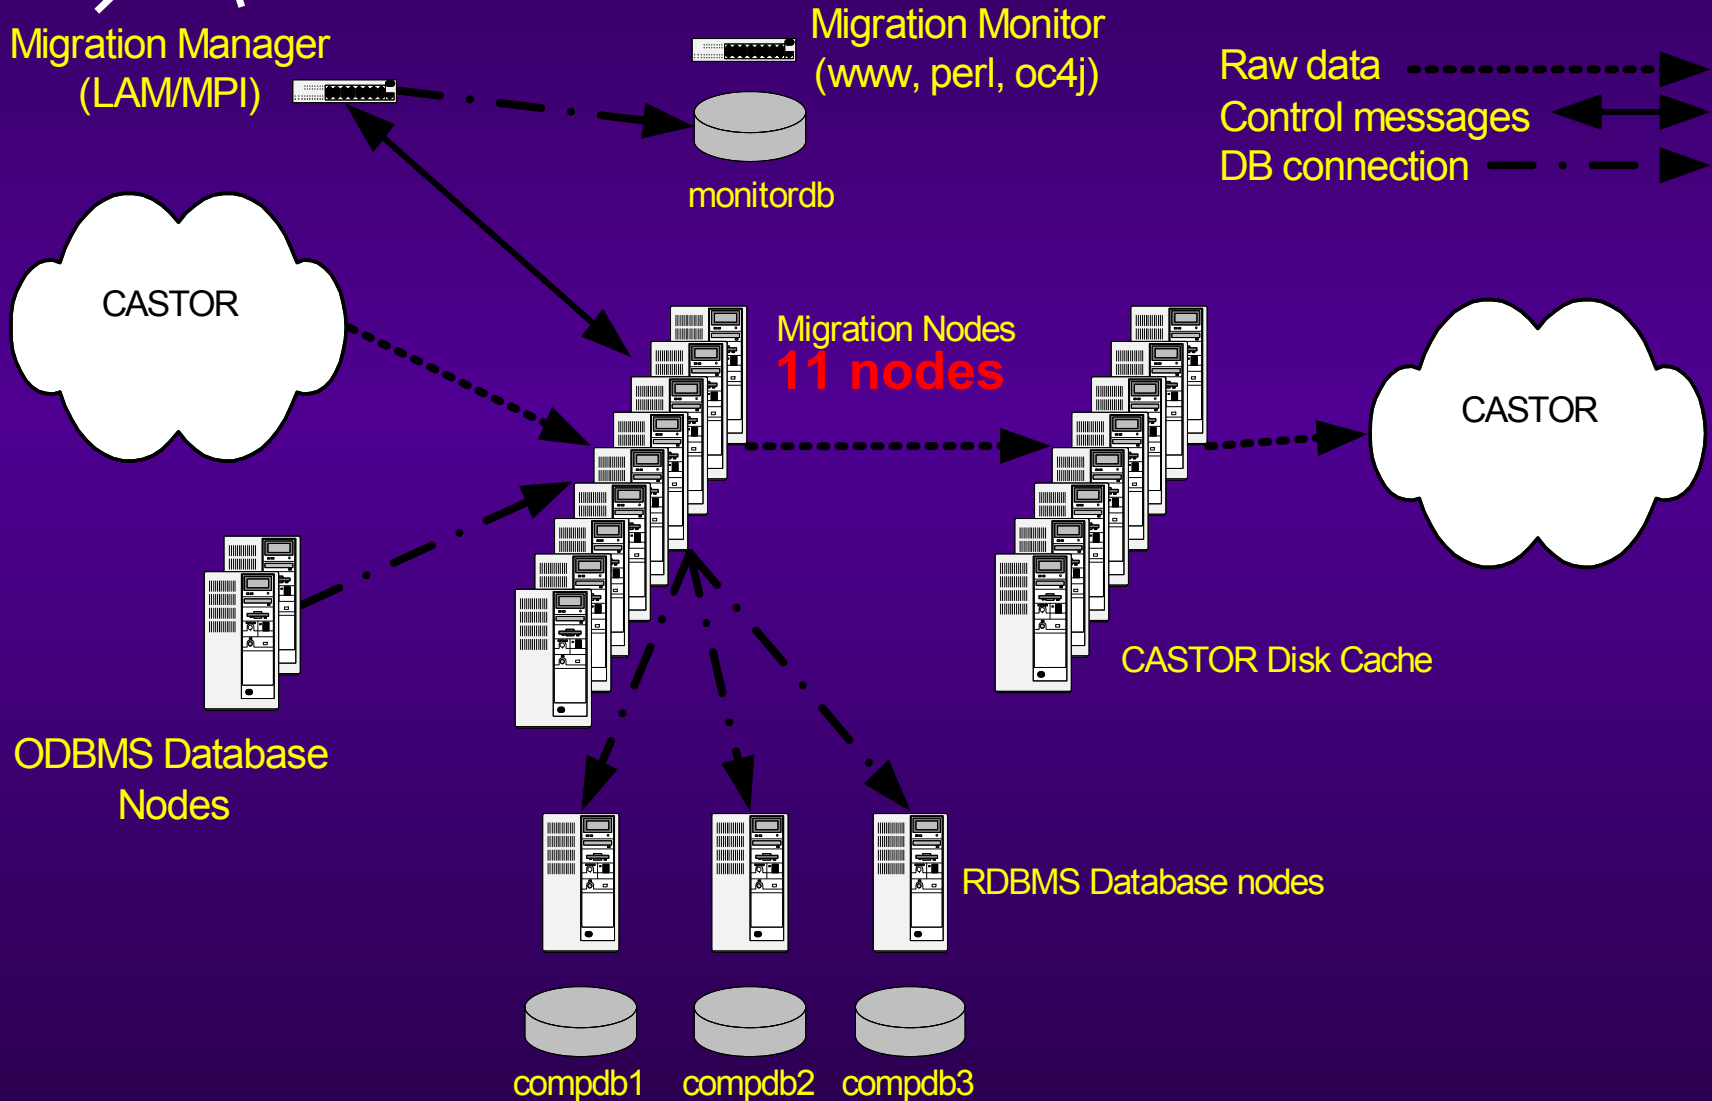 Migration Manager
(LAM/MPI)
Migration Monitor
(www, perl, oc4j)
monitordb
Raw data
Control messages
DB connection
CASTOR
Migration Nodes
11 nodes
CASTOR
CASTOR Disk Cache
ODBMS Database
Nodes
RDBMS Database nodes
compdb1
compdb2
compdb3